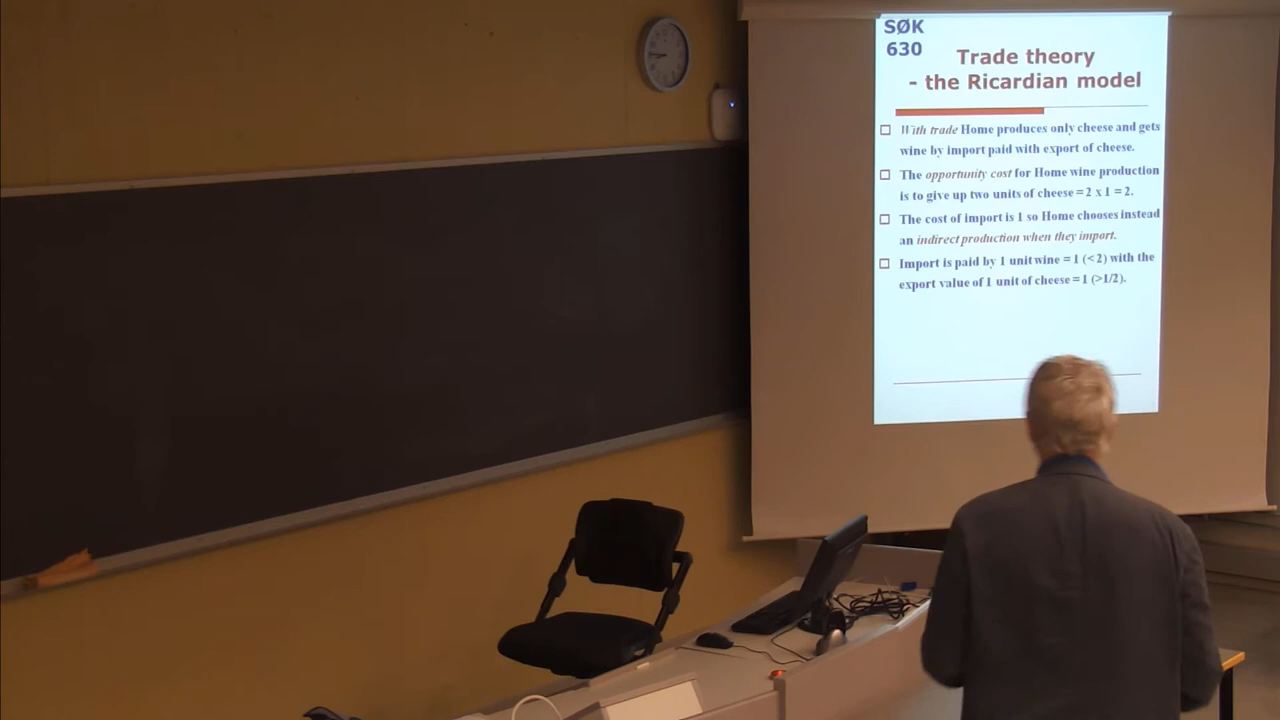 SØK
630
Trade theory
- the Ricardian model
With trade Home produces only cheese and gets
wine by import paid with export of cheese.
The opportunity cost for Home wine production
is to give up two units of cheese = 2 x 1 = 2.
The cost of import is 1 so Home chooses instead
an indirect production when they import.
Import is paid by 1 unit wine = 1 (<2) with the
export value of 1 unit of cheese = 1 (>1/2).